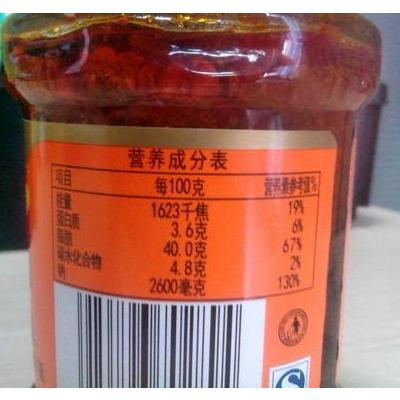 营养成分表
项目 每100克 营养素参考值%
能量 1623千焦 19%
蛋白质 3.6克 6%
脂肪 40.0克 67%
碳水化合物 4.8克 2%
钠 2600毫克 130%
S